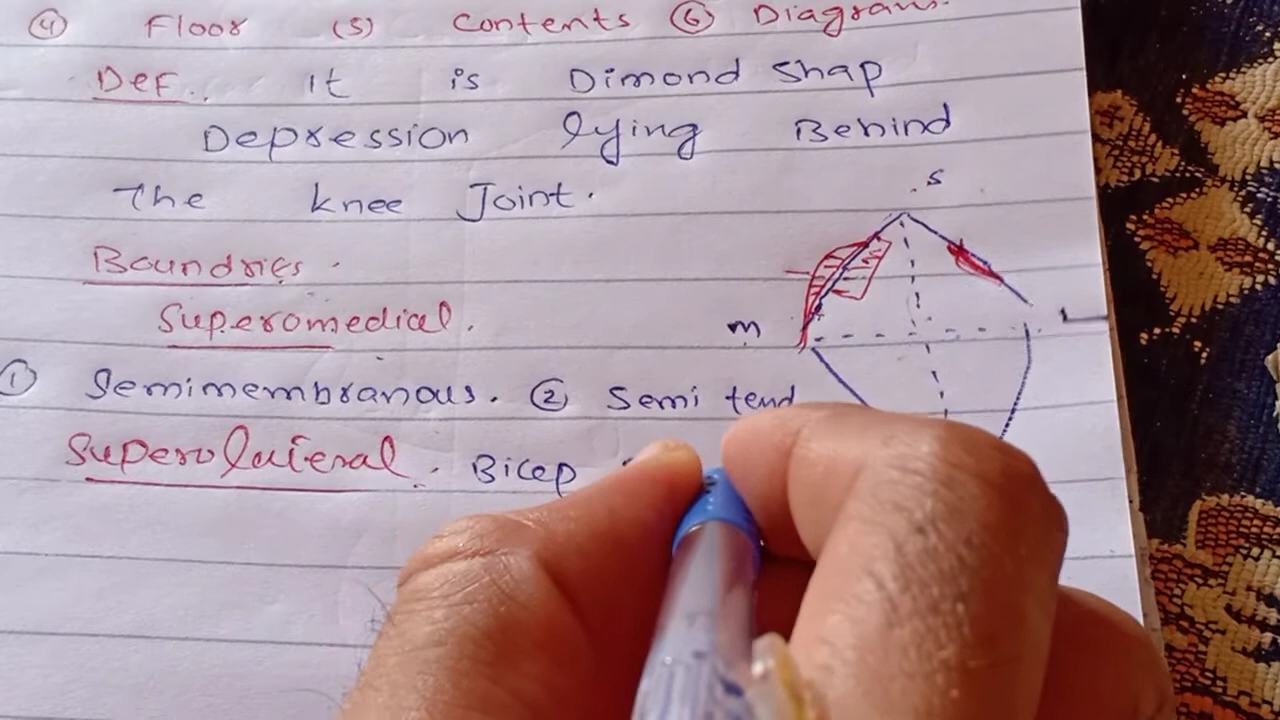 ④ Floor (5) Contents ⑥ Diagram.
Def. It is Dimond Shap
Depression lying Behind
The knee Joint.
Boundries.
Superomedial.
① Semimembranous. ② Semi tend
Superolateral. Bicep
S
m
L